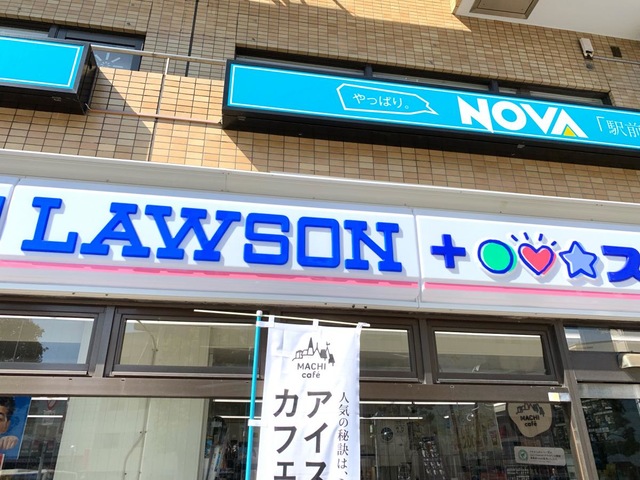 やっぱり。
NOVA
「駅前
LAWSON + ス
MACHI
café
アイス
カフェ
人気の秘訣は、
MACHI
café